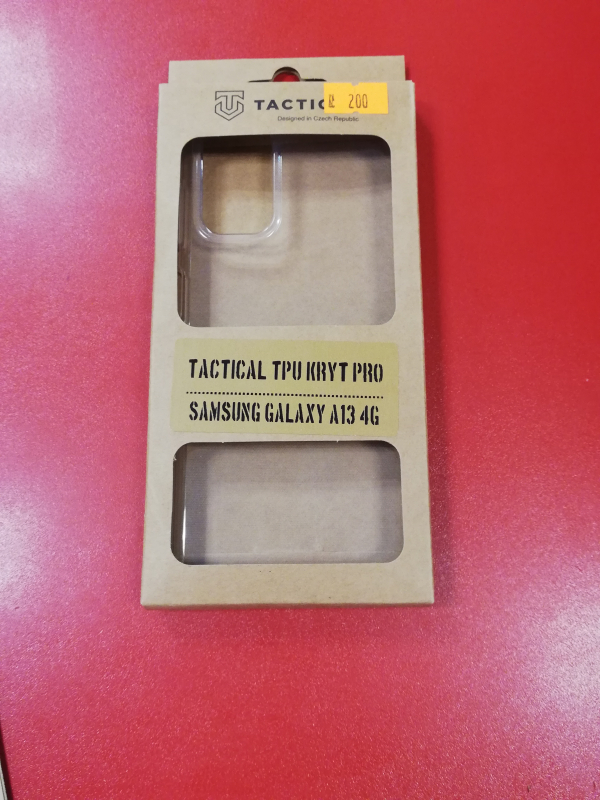 TACTIC
200
Designed in Czech Republic
TACTICAL TPU KRYT PRO
SAMSUNG GALAXY A13 4G